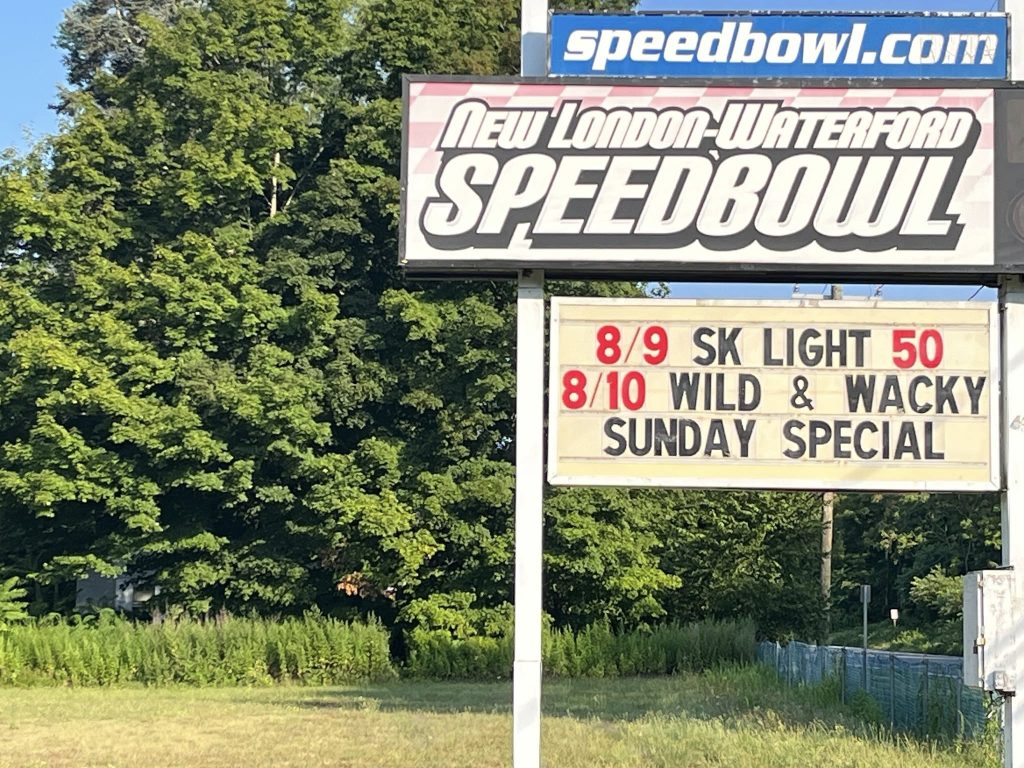 speedbowl.com
NEW LONDON-WATERFORD
SPEEDBOWL
8/9 SK LIGHT 50
8/10 WILD & WACKY
SUNDAY SPECIAL